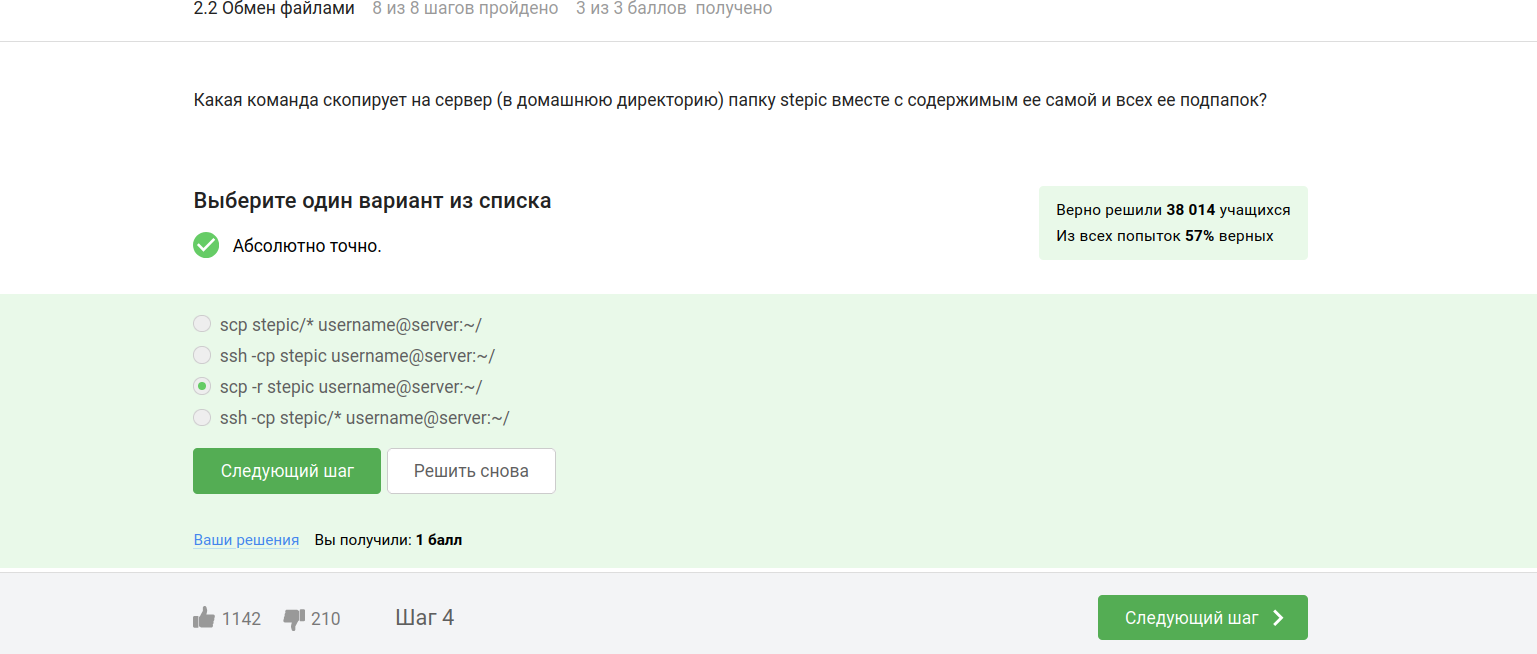 2.2 Обмен файлами 8 из 8 шагов пройдено 3 из 3 баллов получено
Какая команда скопирует на сервер (в домашнюю директорию) папку stepic вместе с содержимым ее самой и всех ее подпапок?
Выберите один вариант из списка
Абсолютно точно.
Верно решили 38 014 учащихся
Из всех попыток 57% верных
scp stepic/* username@server:~/
ssh -cp stepic username@server:~/
scp -r stepic username@server:~/
ssh -cp stepic/* username@server:~/
Следующий шаг Решить снова
Ваши решения Вы получили: 1 балл
1142 210 Шаг 4 Следующий шаг